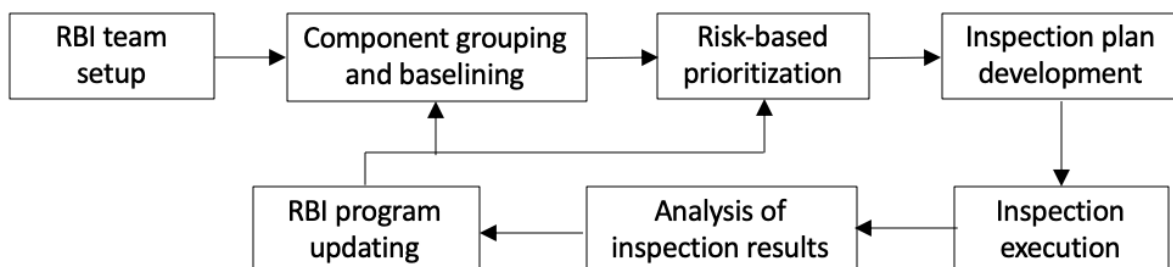 RBI team
setup
Component grouping
and baselining
Risk-based
prioritization
Inspection plan
development
RBI program
updating
Analysis of
inspection results
Inspection
execution